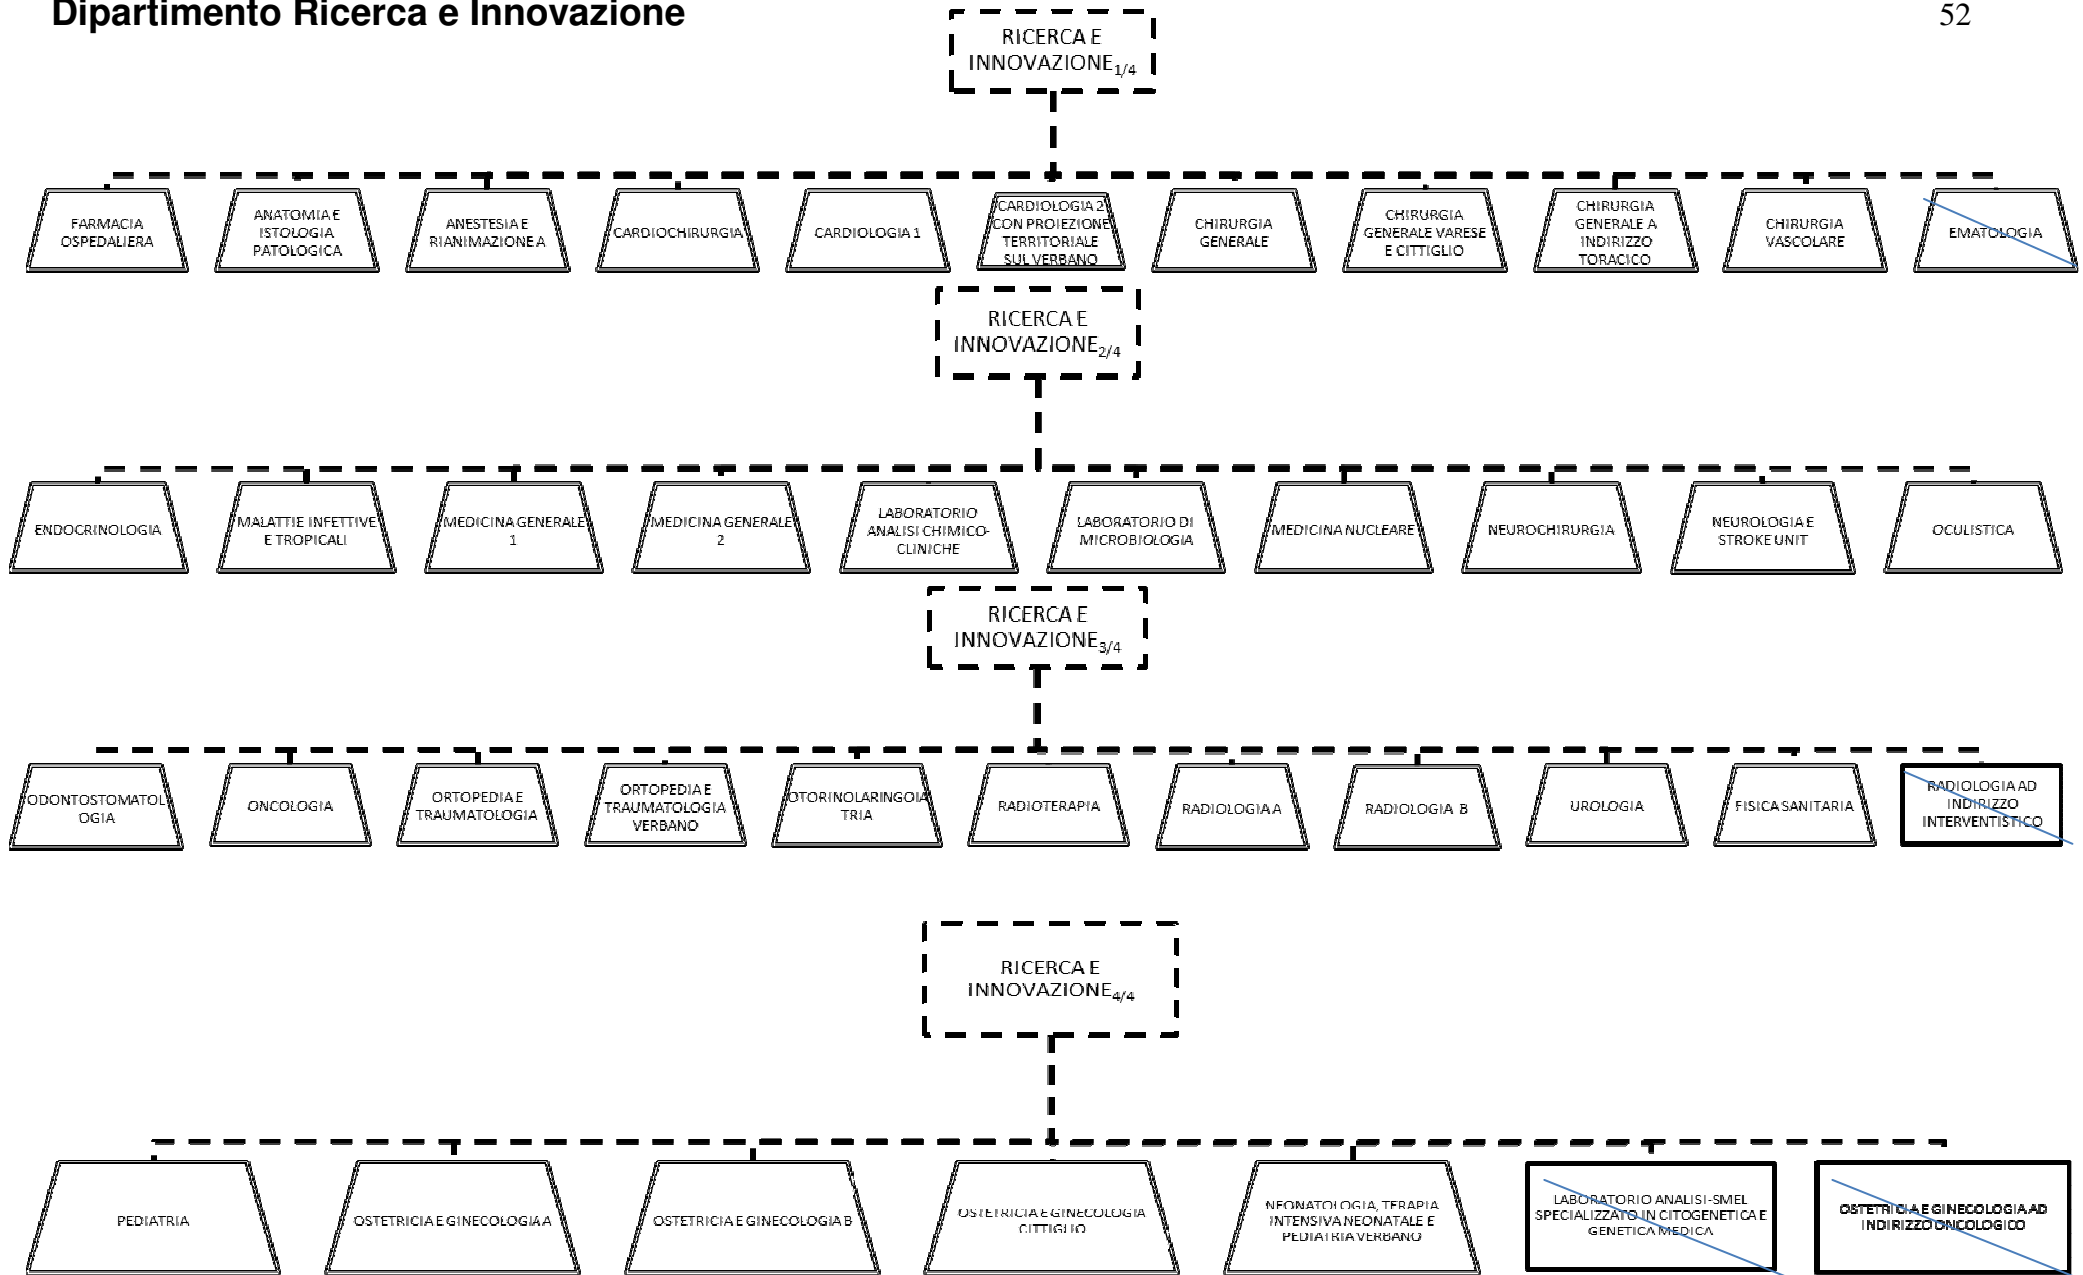 Dipartimento Ricerca e Innovazione
52
RICERCA E
INNOVAZIONE1/4
FARMACIA
OSPEDALIERA
ANATOMIA E
ISTOLOGIA
PATOLOGICA
ANESTESIA E
RIANIMAZIONE A
CARDIOCHIRURGIA
CARDIOLOGIA 1
CARDIOLOGIA 2
CON PROIEZIONE
TERRITORIALE
SUL VERBANO
CHIRURGIA
GENERALE
CHIRURGIA
GENERALE VARESE
E CITTIGLIO
CHIRURGIA
GENERALE A
INDIRIZZO
TORACICO
CHIRURGIA
VASCOLARE
EMATOLOGIA
RICERCA E
INNOVAZIONE2/4
ENDOCRINOLOGIA
MALATTIE INFETTIVE
E TROPICALI
MEDICINA GENERALE
1
MEDICINA GENERALE
2
LABORATORIO
ANALISI CHIMICO-
CLINICHE
LABORATORIO DI
MICROBIOLOGIA
MEDICINA NUCLEARE
NEUROCHIRURGIA
NEUROLOGIA E
STROKE UNIT
OCULISTICA
RICERCA E
INNOVAZIONE3/4
ODONTOSTOMATOL
OGIA
ONCOLOGIA
ORTOPEDIA E
TRAUMATOLOGIA
ORTOPEDIA E
TRAUMATOLOGIA
VERBANO
OTORINOLARINGOIA
TRIA
RADIOTERAPIA
RADIOLOGIA A
RADIOLOGIA B
UROLOGIA
FISICA SANITARIA
RADIOLOGIA AD
INDIRIZZO
INTERVENTISTICO
RICERCA E
INNOVAZIONE4/4
PEDIATRIA
OSTETRICIA E GINECOLOGIA A
OSTETRICIA E GINECOLOGIA B
OSTETRICIA E GINECOLOGIA
CITTIGLIO
NEONATOLOGIA, TERAPIA
INTENSIVA NEONATALE E
PEDIATRIA VERBANO
LABORATORIO ANALISI-SMEL
SPECIALIZZATO IN CITOGENETICA E
GENETICA MEDICA
OSTETRICIA E GINECOLOGIA AD
INDIRIZZO ONCOLOGICO